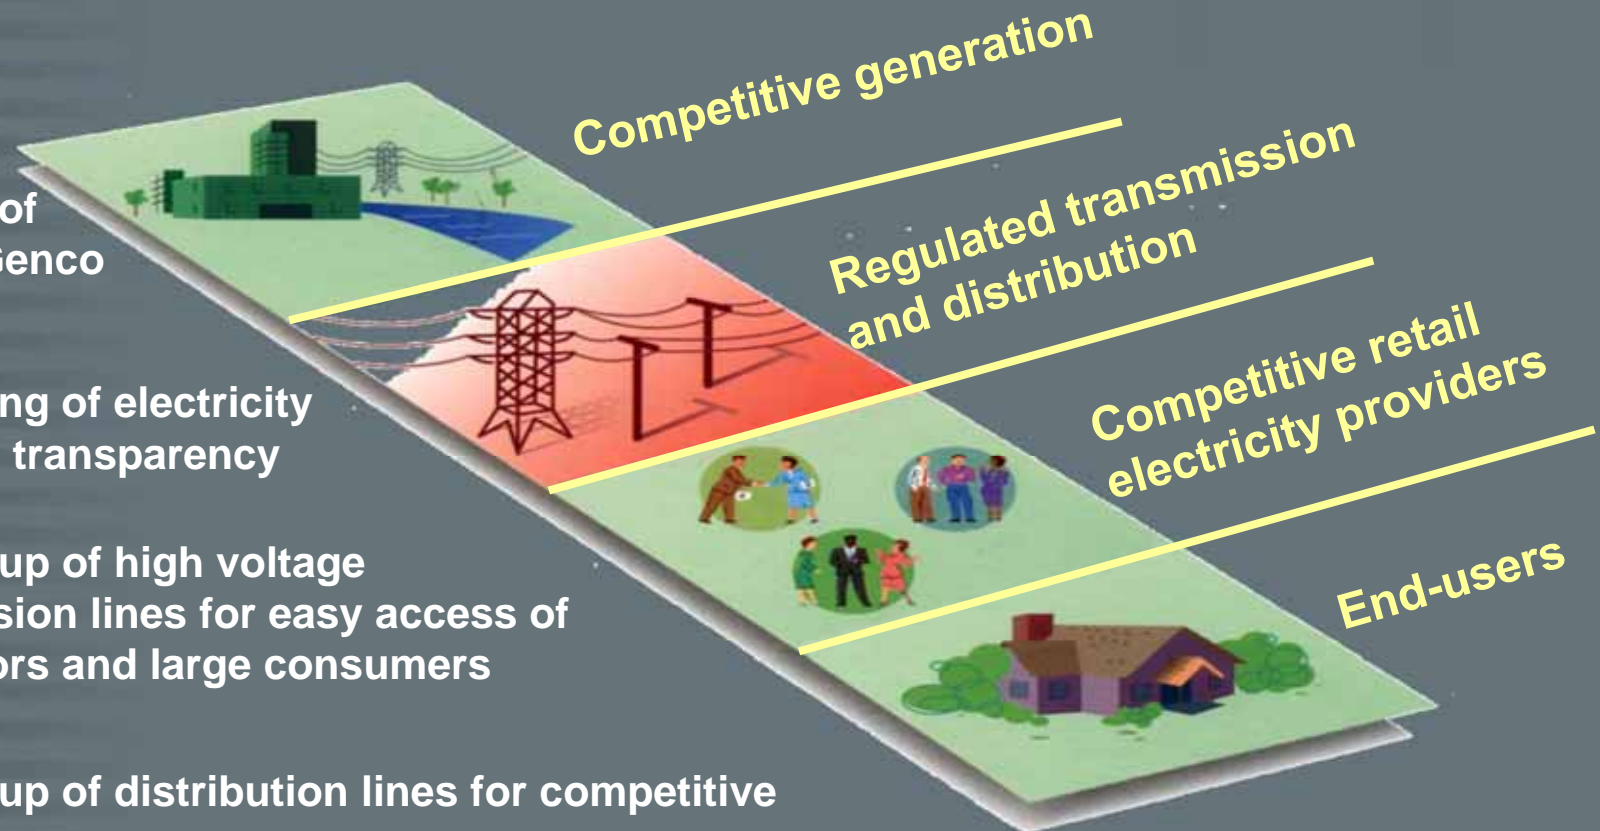 Competitive generation
Regulated transmission
and distribution
Competitive retail
electricity providers
End-users
of
Genco
ng of electricity
transparency
up of high voltage
sion lines for easy access of
ors and large consumers
up of distribution lines for competitive